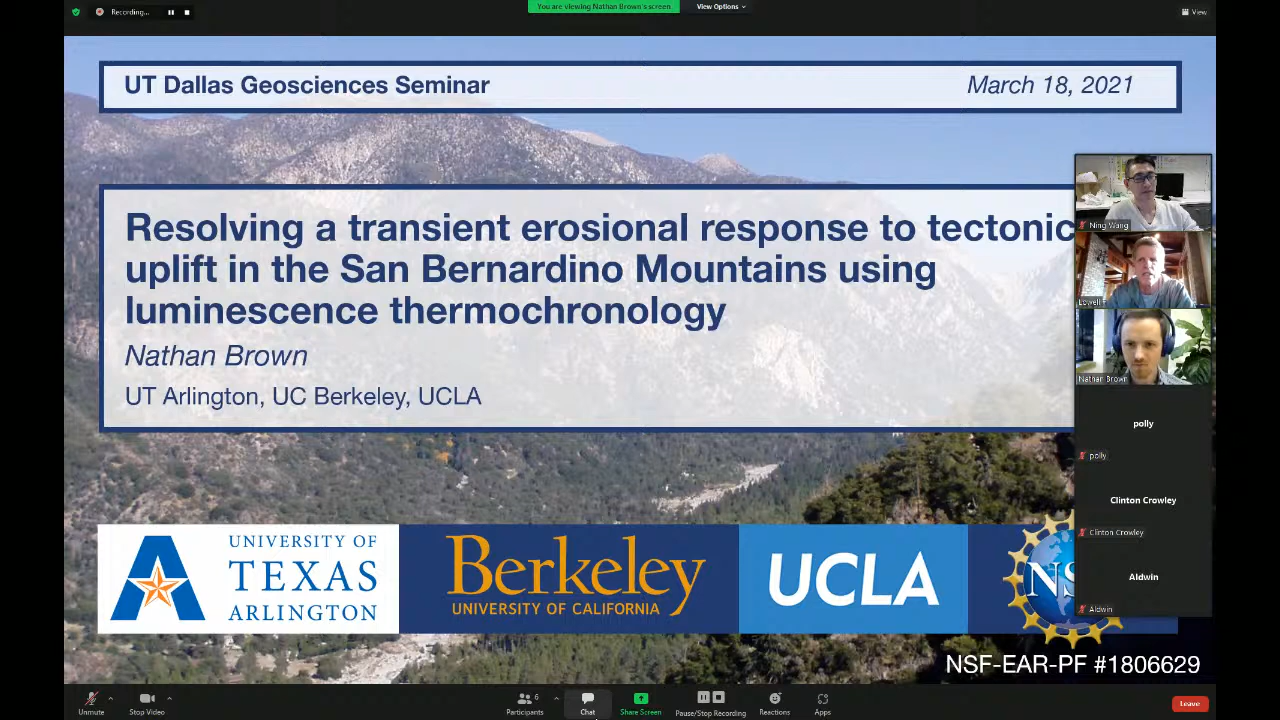 Recording...
You are viewing Nathan Brown's screen
View Options
View
UT Dallas Geosciences Seminar
March 18, 2021
Resolving a transient erosional response to tectonic
uplift in the San Bernardino Mountains using
luminescence thermochronology
Nathan Brown
UT Arlington, UC Berkeley, UCLA
Ning Wang
Lowell
Nathan Brown
polly
polly
Clinton Crowley
Clinton Crowley
Aldwin
Aldwin
UNIVERSITY OF
TEXAS
ARLINGTON
Berkeley
UNIVERSITY OF CALIFORNIA
UCLA
NSF-EAR-PF #1806629
Unmute
Stop Video
6
Participants
Chat
Share Screen
Pause/Stop Recording
Reactions
Apps
Leave